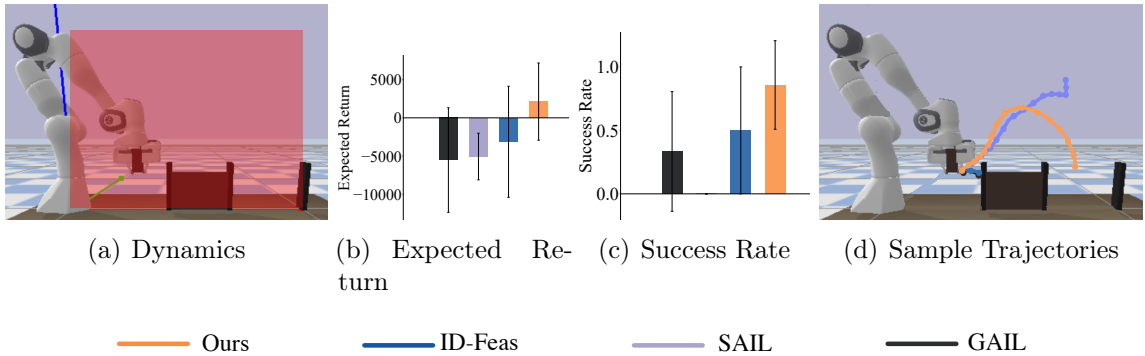 5000
0
−5000
−10000
Expected Return
1.0
0.5
0.0
Success Rate
(a) Dynamics
(b) Expected Re-
turn
(c) Success Rate
(d) Sample Trajectories
Ours
ID-Feas
SAIL
GAIL